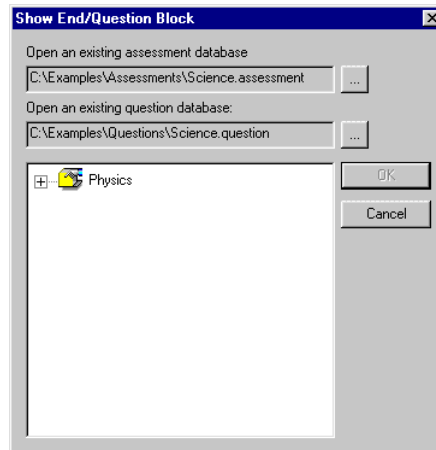 Show End/Question Block
Open an existing assessment database
C:\Examples\Assessments\Science.assessment
...
Open an existing question database:
C:\Examples\Questions\Science.question
...
Physics
OK
Cancel